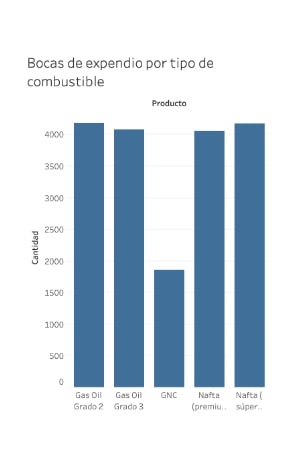 Bocas de expendio por tipo de
combustible
Producto
Cantidad
4000
3500
3000
2500
2000
1500
1000
500
0
Gas Oil
Grado 2
Gas Oil
Grado 3
GNC
Nafta
(premiu..
Nafta (
súper..